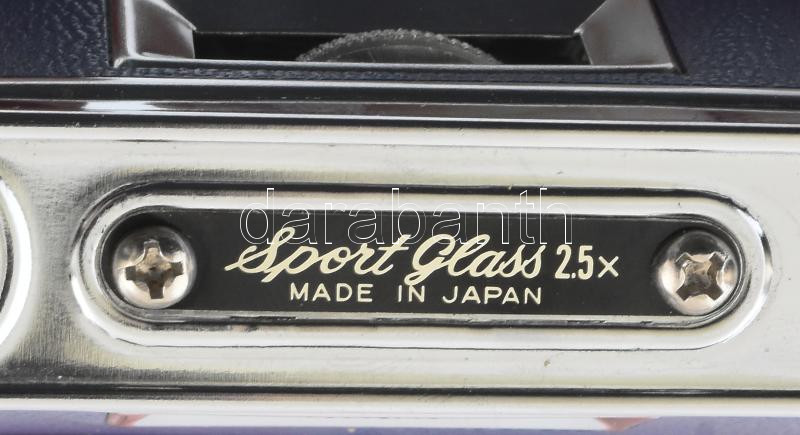 darabanth
Sport Glass 2.5x
MADE IN JAPAN